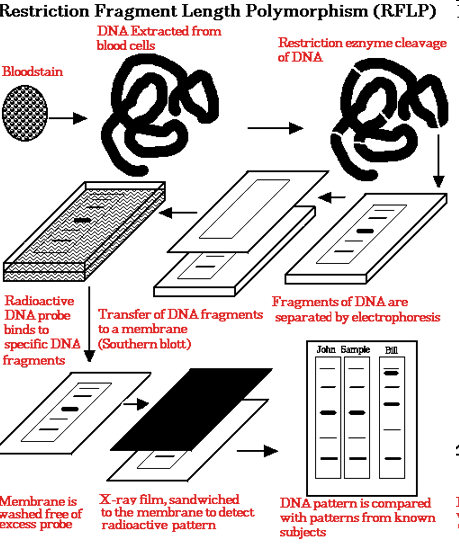 Restriction Fragment Length Polymorphism (RFLP)
DNA Extracted from
blood cells
Restriction eznyme cleavage
of DNA
Bloodstain
Radioactive
DNA probe
binds to
specific DNA
fragments
Transfer of DNA fragments
to a membrane
(Southern blott)
Fragments of DNA are
separated by electrophoresis
John Sample Bill
Membrane is
washed free of
excess probe
X-ray film, sandwiched
to the membrane to detect
radioactive pattern
DNA pattern is compared
with patterns from known
subjects